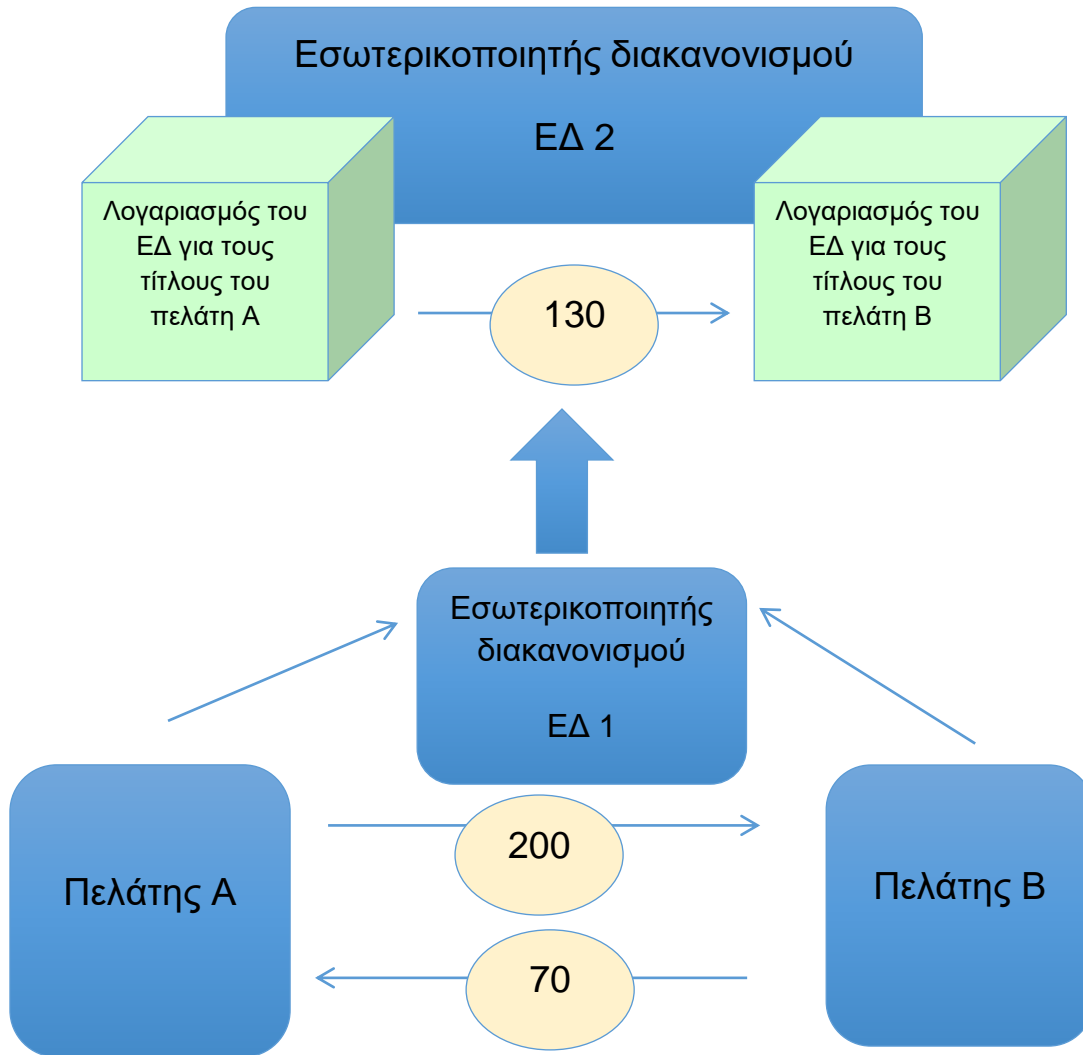 Εσωτερικοποιητής διακανονισμού
ΕΔ 2
Λογαριασμός του
ΕΔ για τους
τίτλους του
πελάτη Α
Λογαριασμός του
ΕΔ για τους
τίτλους του
πελάτη Β
130
Εσωτερικοποιητής
διακανονισμού
ΕΔ 1
200
Πελάτης Α
Πελάτης Β
70